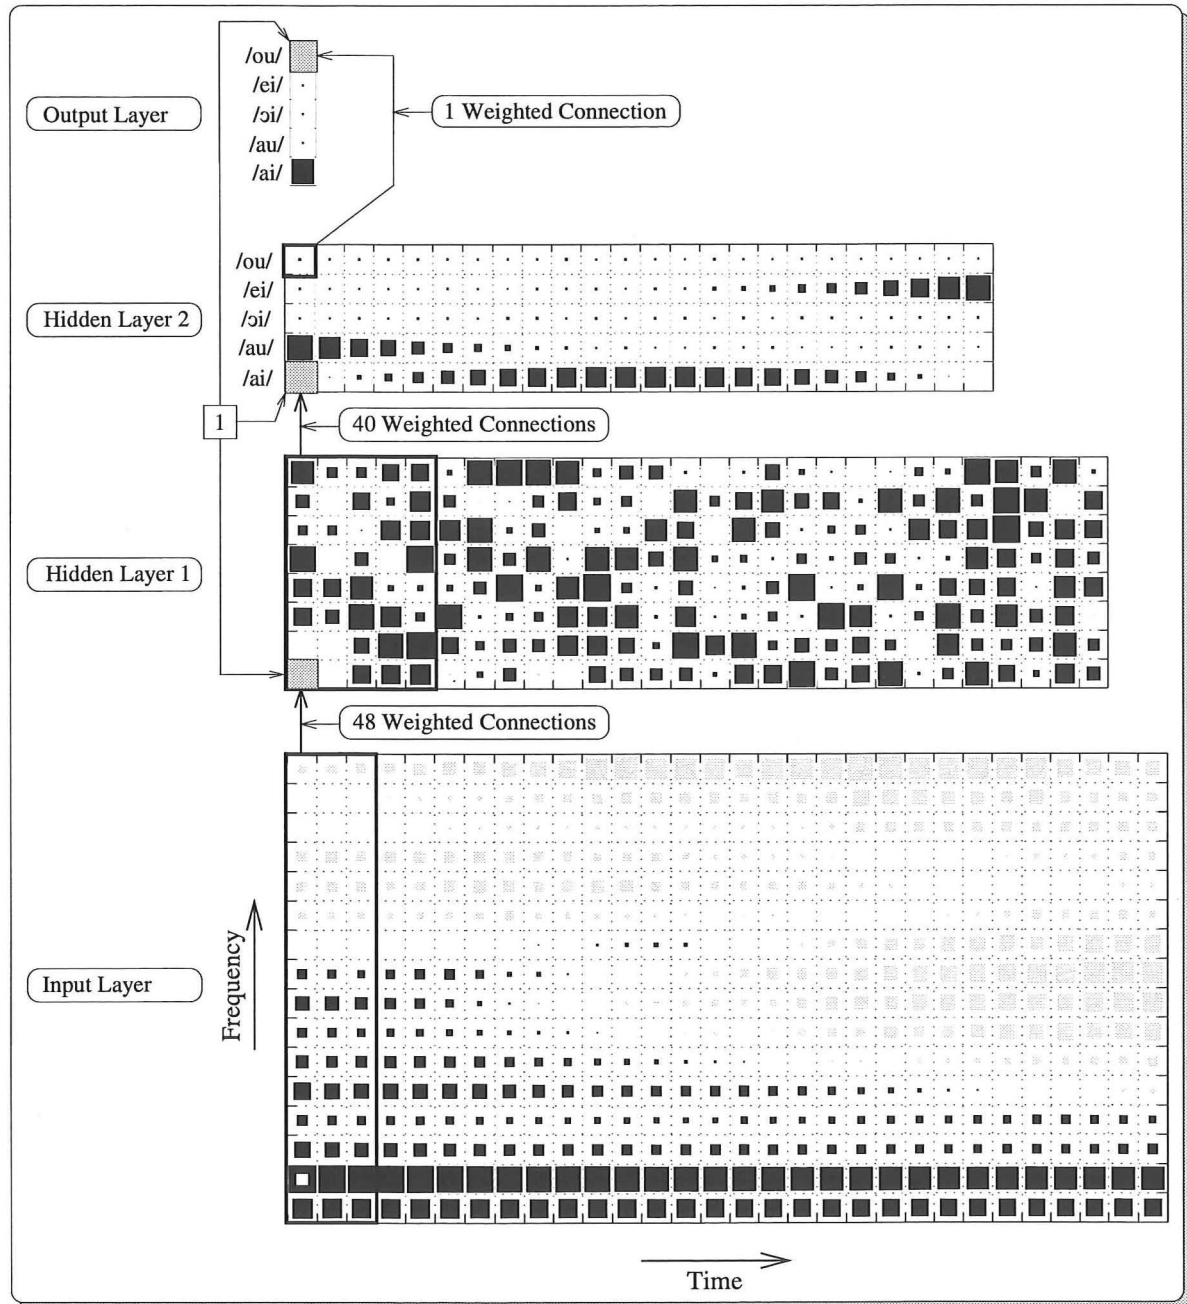 /ou/
/ei/
/ɔi/
/au/
/ai/
Output Layer
1 Weighted Connection
/ou/
/ei/
/ɔi/
/au/
/ai/
Hidden Layer 2
1
40 Weighted Connections
Hidden Layer 1
48 Weighted Connections
Input Layer
Frequency
Time